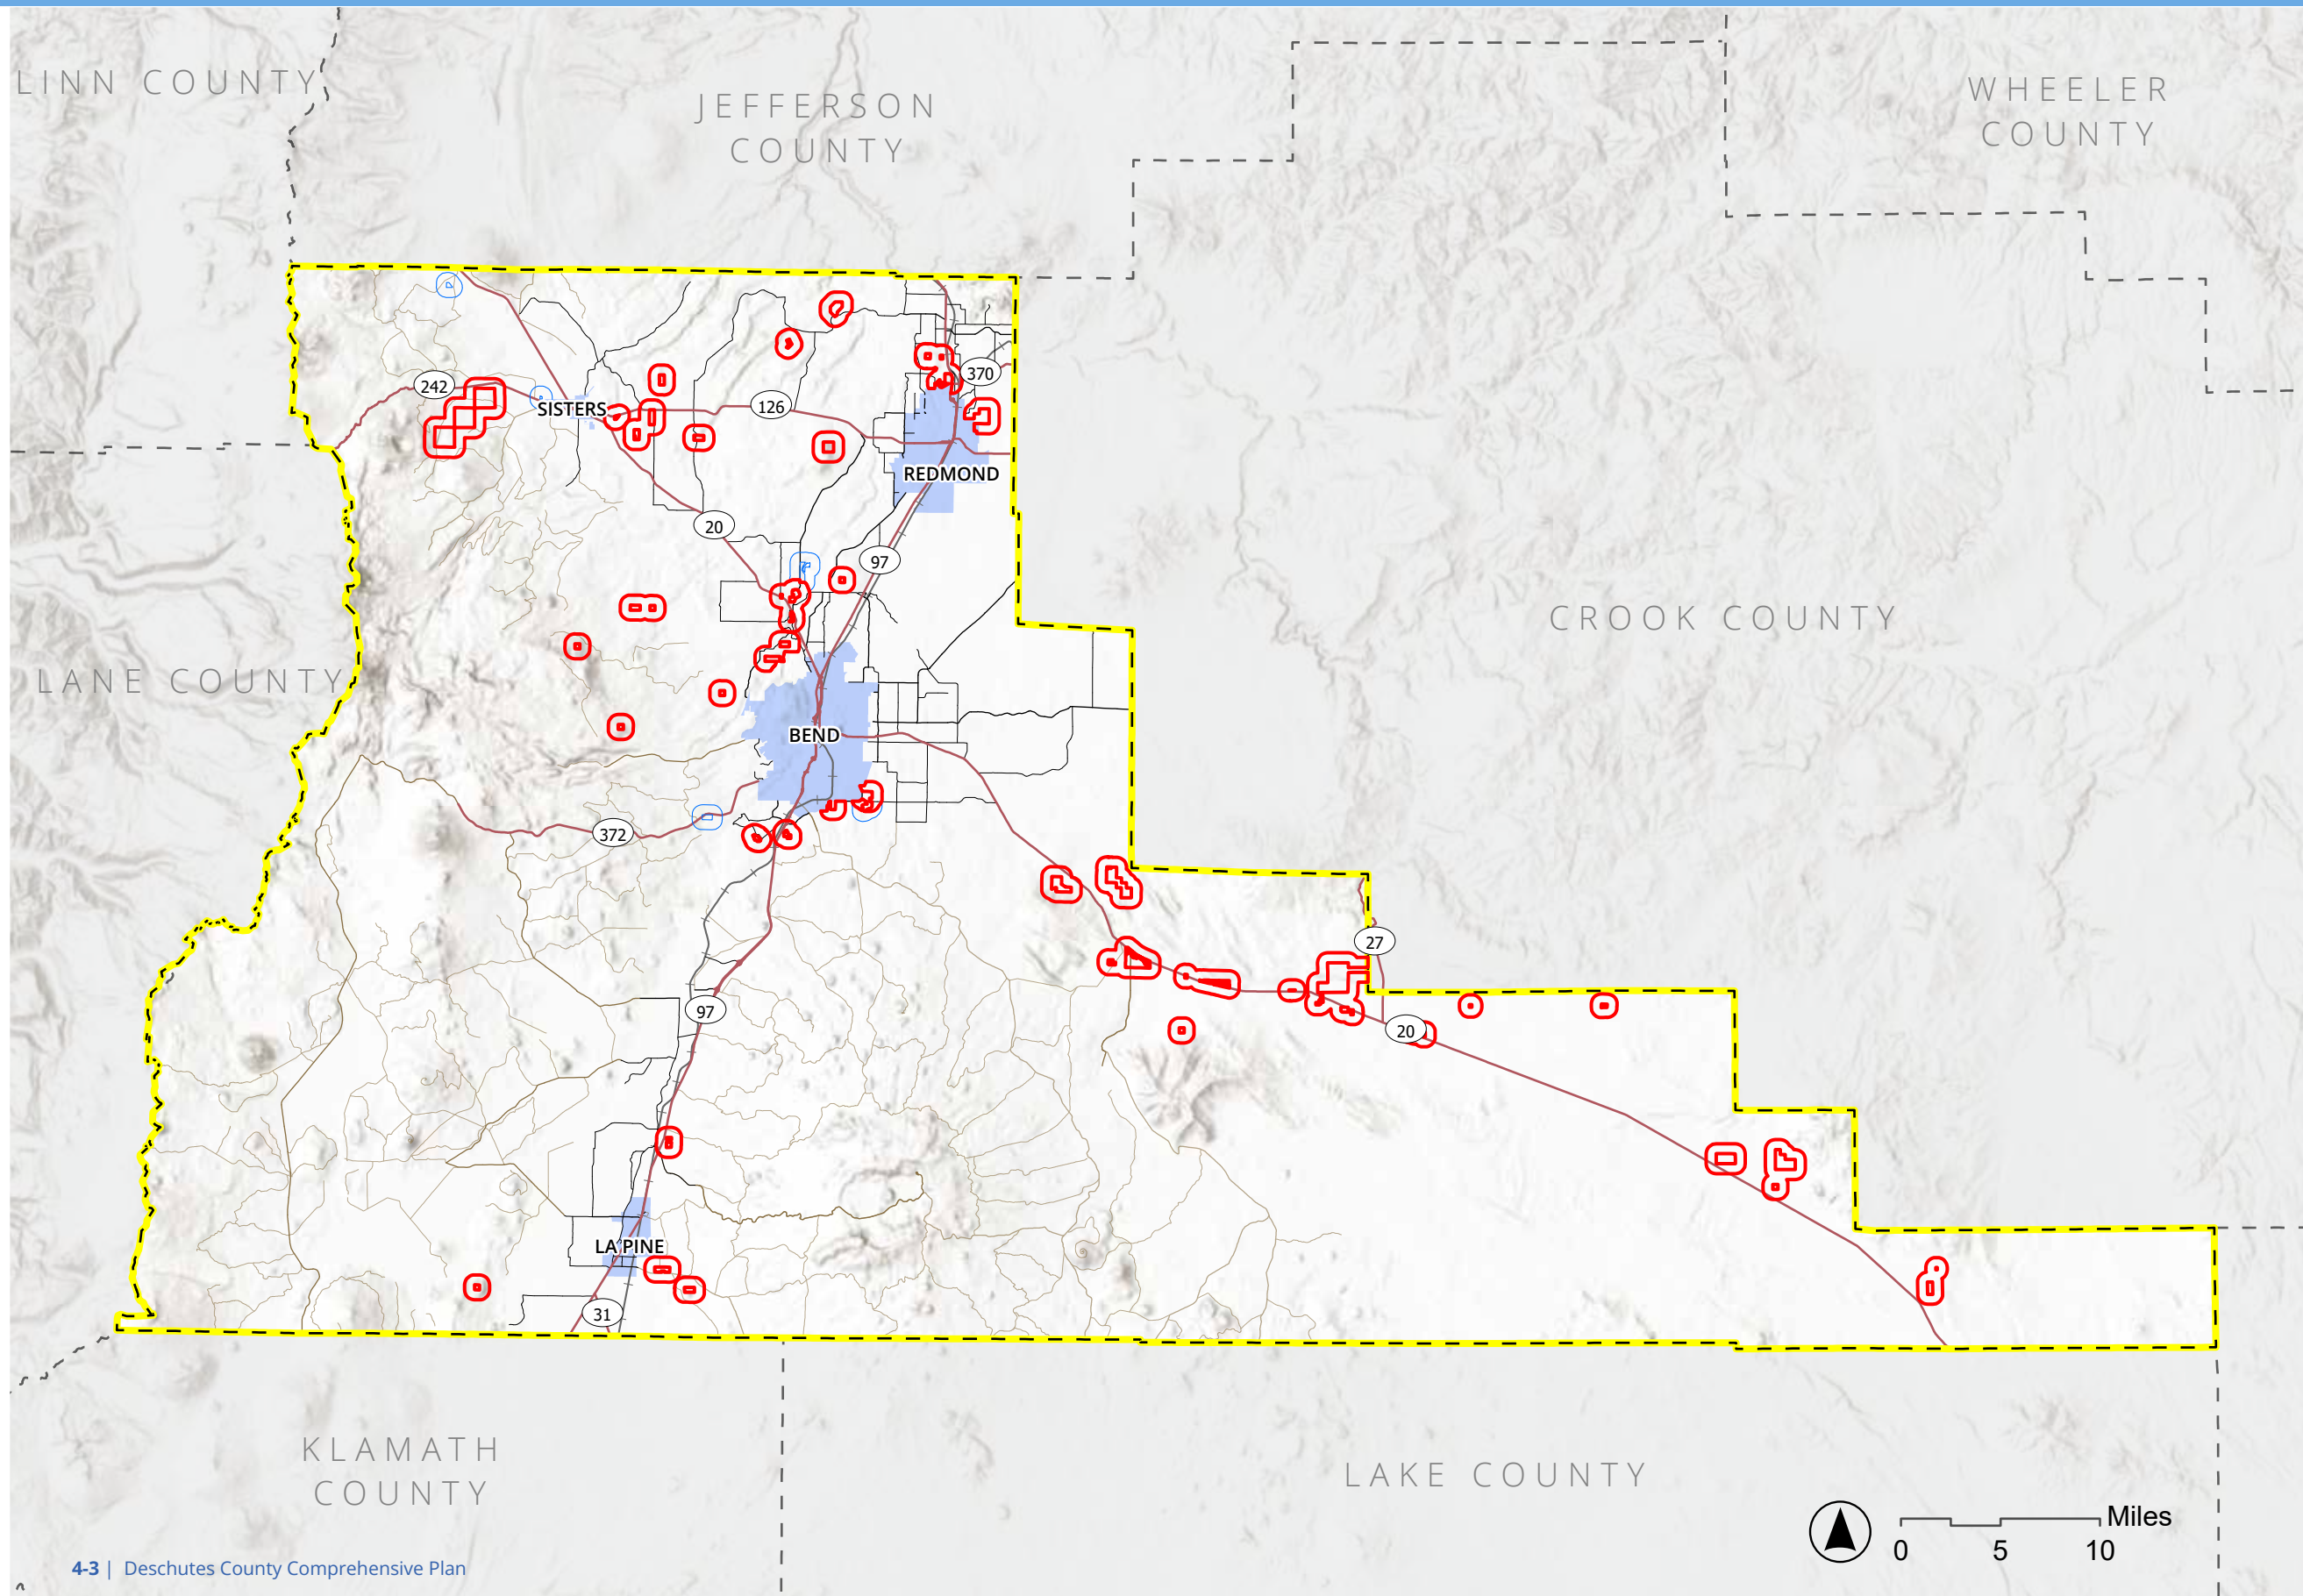 LINN COUNTY
JEFFERSON
COUNTY
WHEELER
COUNTY
242
370
126
SISTERS
REDMOND
20
97
CROOK COUNTY
LANE COUNTY
BEND
372
27
97
20
LA PINE
31
KLAMATH
COUNTY
LAKE COUNTY
Miles
0 5 10
4-3 | Deschutes County Comprehensive Plan